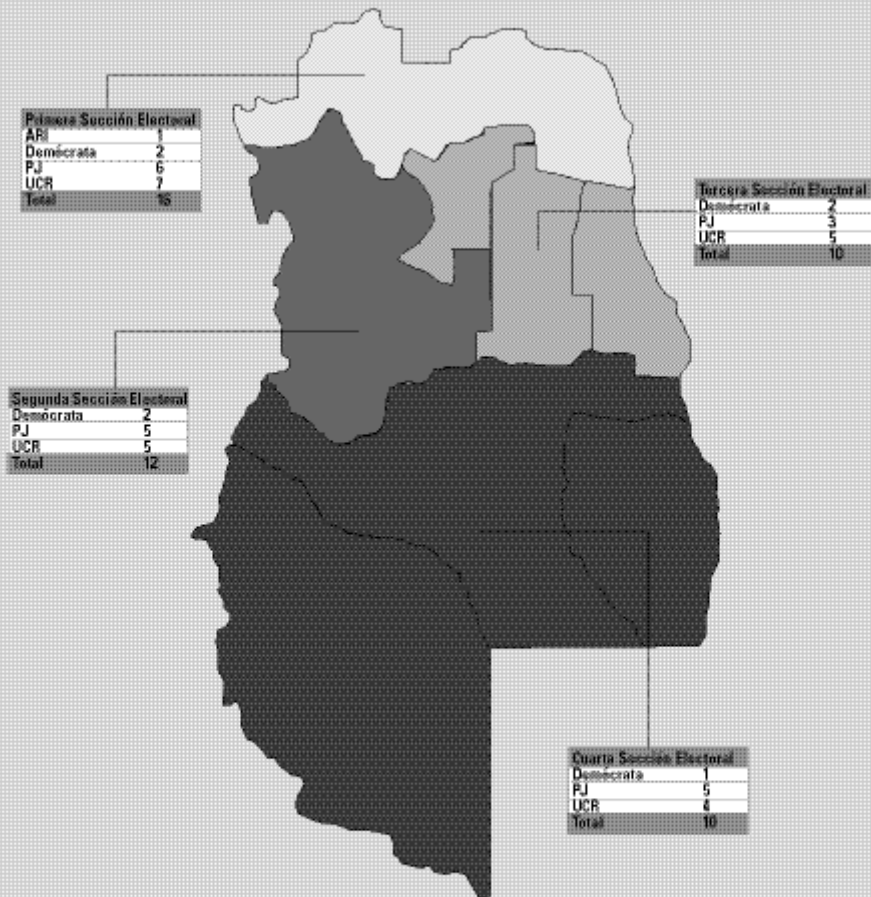 Primera Sección Electoral
ARI 1
Demócrata 2
PJ 6
UCR 7
Total 16
Tercera Sección Electoral
Demócrata 2
PJ 3
UCR 5
Total 10
Segunda Sección Electoral
Demócrata 2
PJ 5
UCR 5
Total 12
Cuarta Sección Electoral
Demócrata 1
PJ 5
UCR 4
Total 10